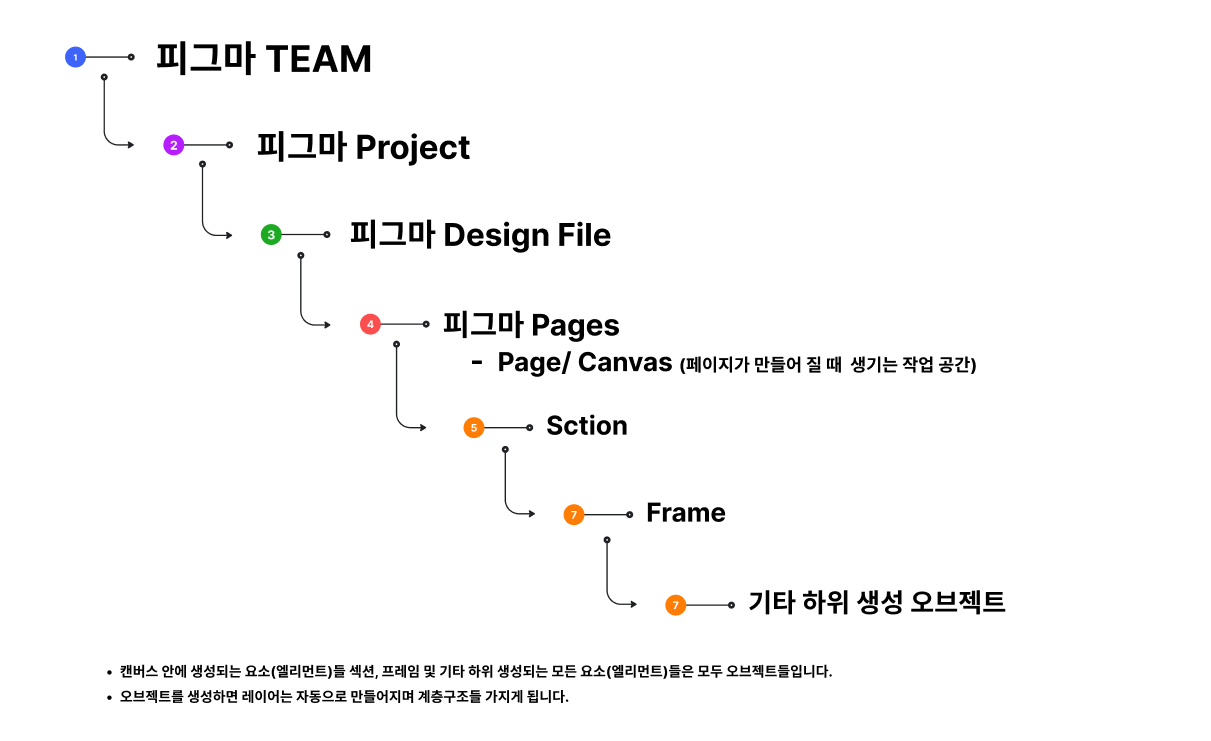 1 피그마 TEAM
2 피그마 Project
3 피그마 Design File
4 피그마 Pages
- Page/ Canvas (페이지가 만들어 질 때 생기는 작업 공간)
5 Sction
7 Frame
7 기타 하위 생성 오브젝트
• 캔버스 안에 생성되는 요소(엘리먼트)들 섹션, 프레임 및 기타 하위 생성되는 모든 요소(엘리먼트)들은 모두 오브젝트들입니다.
• 오브젝트를 생성하면 레이어는 자동으로 만들어지며 계층구조들 가지게 됩니다.